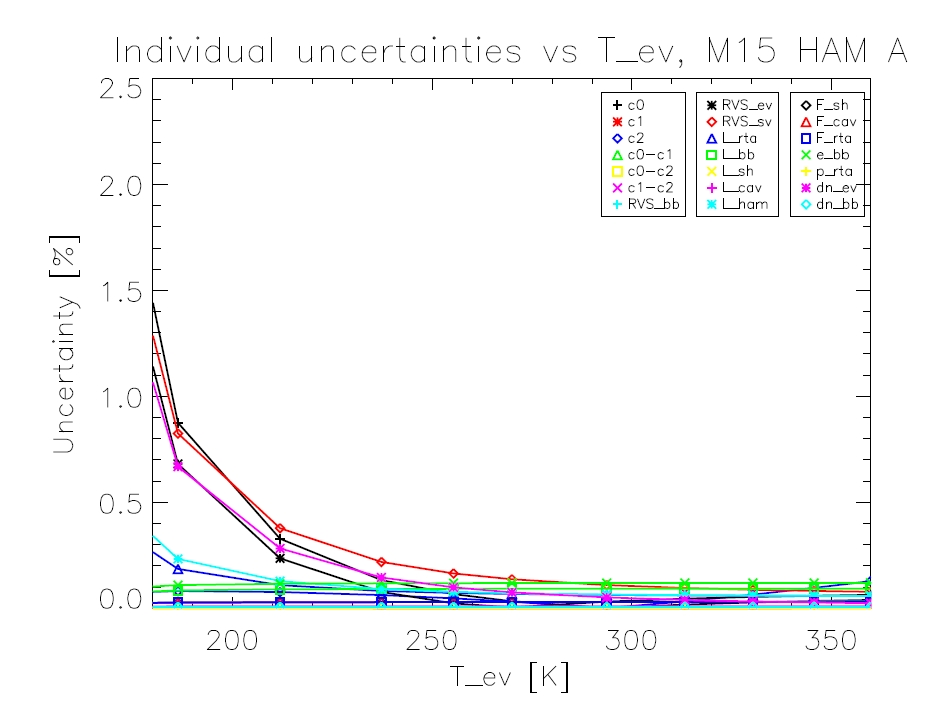 Individual uncertainties vs T_ev, M15 HAM A
2.5
2.0
1.5
1.0
0.5
0.0
Uncertainty [%]
c0
c1
c2
c0-c1
c0-c2
c1-c2
RVS_bb
RVS_ev
RVS_sv
L_rta
L_bb
L_sh
L_cav
L_ham
F_sh
F_cav
F_rta
e_bb
p_rta
dn_ev
dn_bb
200
250
300
350
T_ev [K]